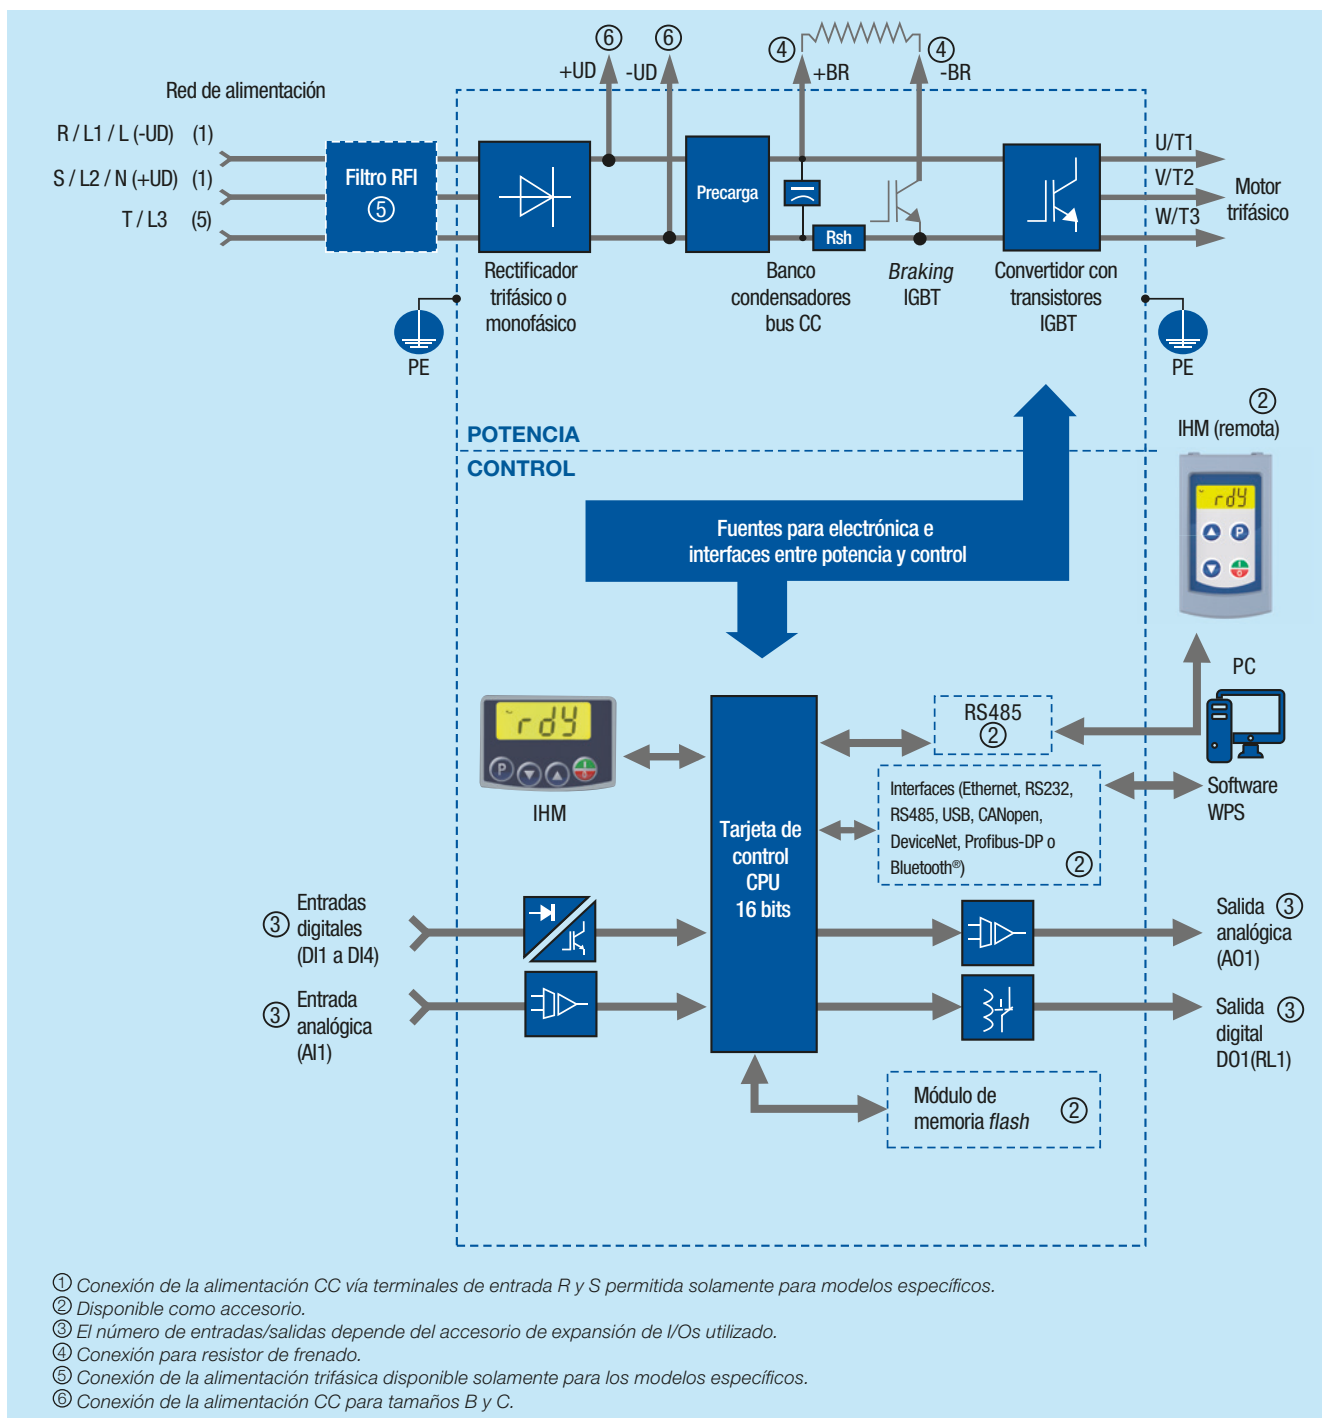 ⑥ ⑥ ④ ④
+UD -UD +BR -BR
Red de alimentación
R / L1 / L (-UD) (1)
S / L2 / N (+UD) (1)
T / L3 (5)
Filtro RFI
⑤
Precarga
Rsh
U/T1
V/T2
W/T3
Motor
trifásico
Rectificador
trifásico o
monofásico
Banco
condensadores
bus CC
Braking
IGBT
Convertidor con
transistores
IGBT
PE
PE
POTENCIA
CONTROL
②
IHM (remota)
rdy
P
Fuentes para electrónica e
interfaces entre potencia y control
PC
Software
WPS
rdy
P
IHM
RS485
②
Interfaces (Ethernet, RS232,
RS485, USB, CANopen,
DeviceNet, Profibus-DP o
Bluetooth®)
②
Tarjeta de
control
CPU
16 bits
③ Entradas
digitales
(DI1 a DI4)
③ Entrada
analógica
(AI1)
Salida ③
analógica
(AO1)
Salida ③
digital
DO1(RL1)
Módulo de
memoria flash
②
① Conexión de la alimentación CC vía terminales de entrada R y S permitida solamente para modelos específicos.
② Disponible como accesorio.
③ El número de entradas/salidas depende del accesorio de expansión de I/Os utilizado.
④ Conexión para resistor de frenado.
⑤ Conexión de la alimentación trifásica disponible solamente para los modelos específicos.
⑥ Conexión de la alimentación CC para tamaños B y C.